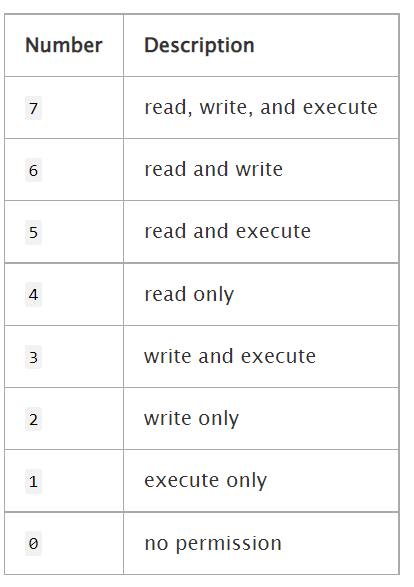 Number Description
7 read, write, and execute
6 read and write
5 read and execute
4 read only
3 write and execute
2 write only
1 execute only
0 no permission